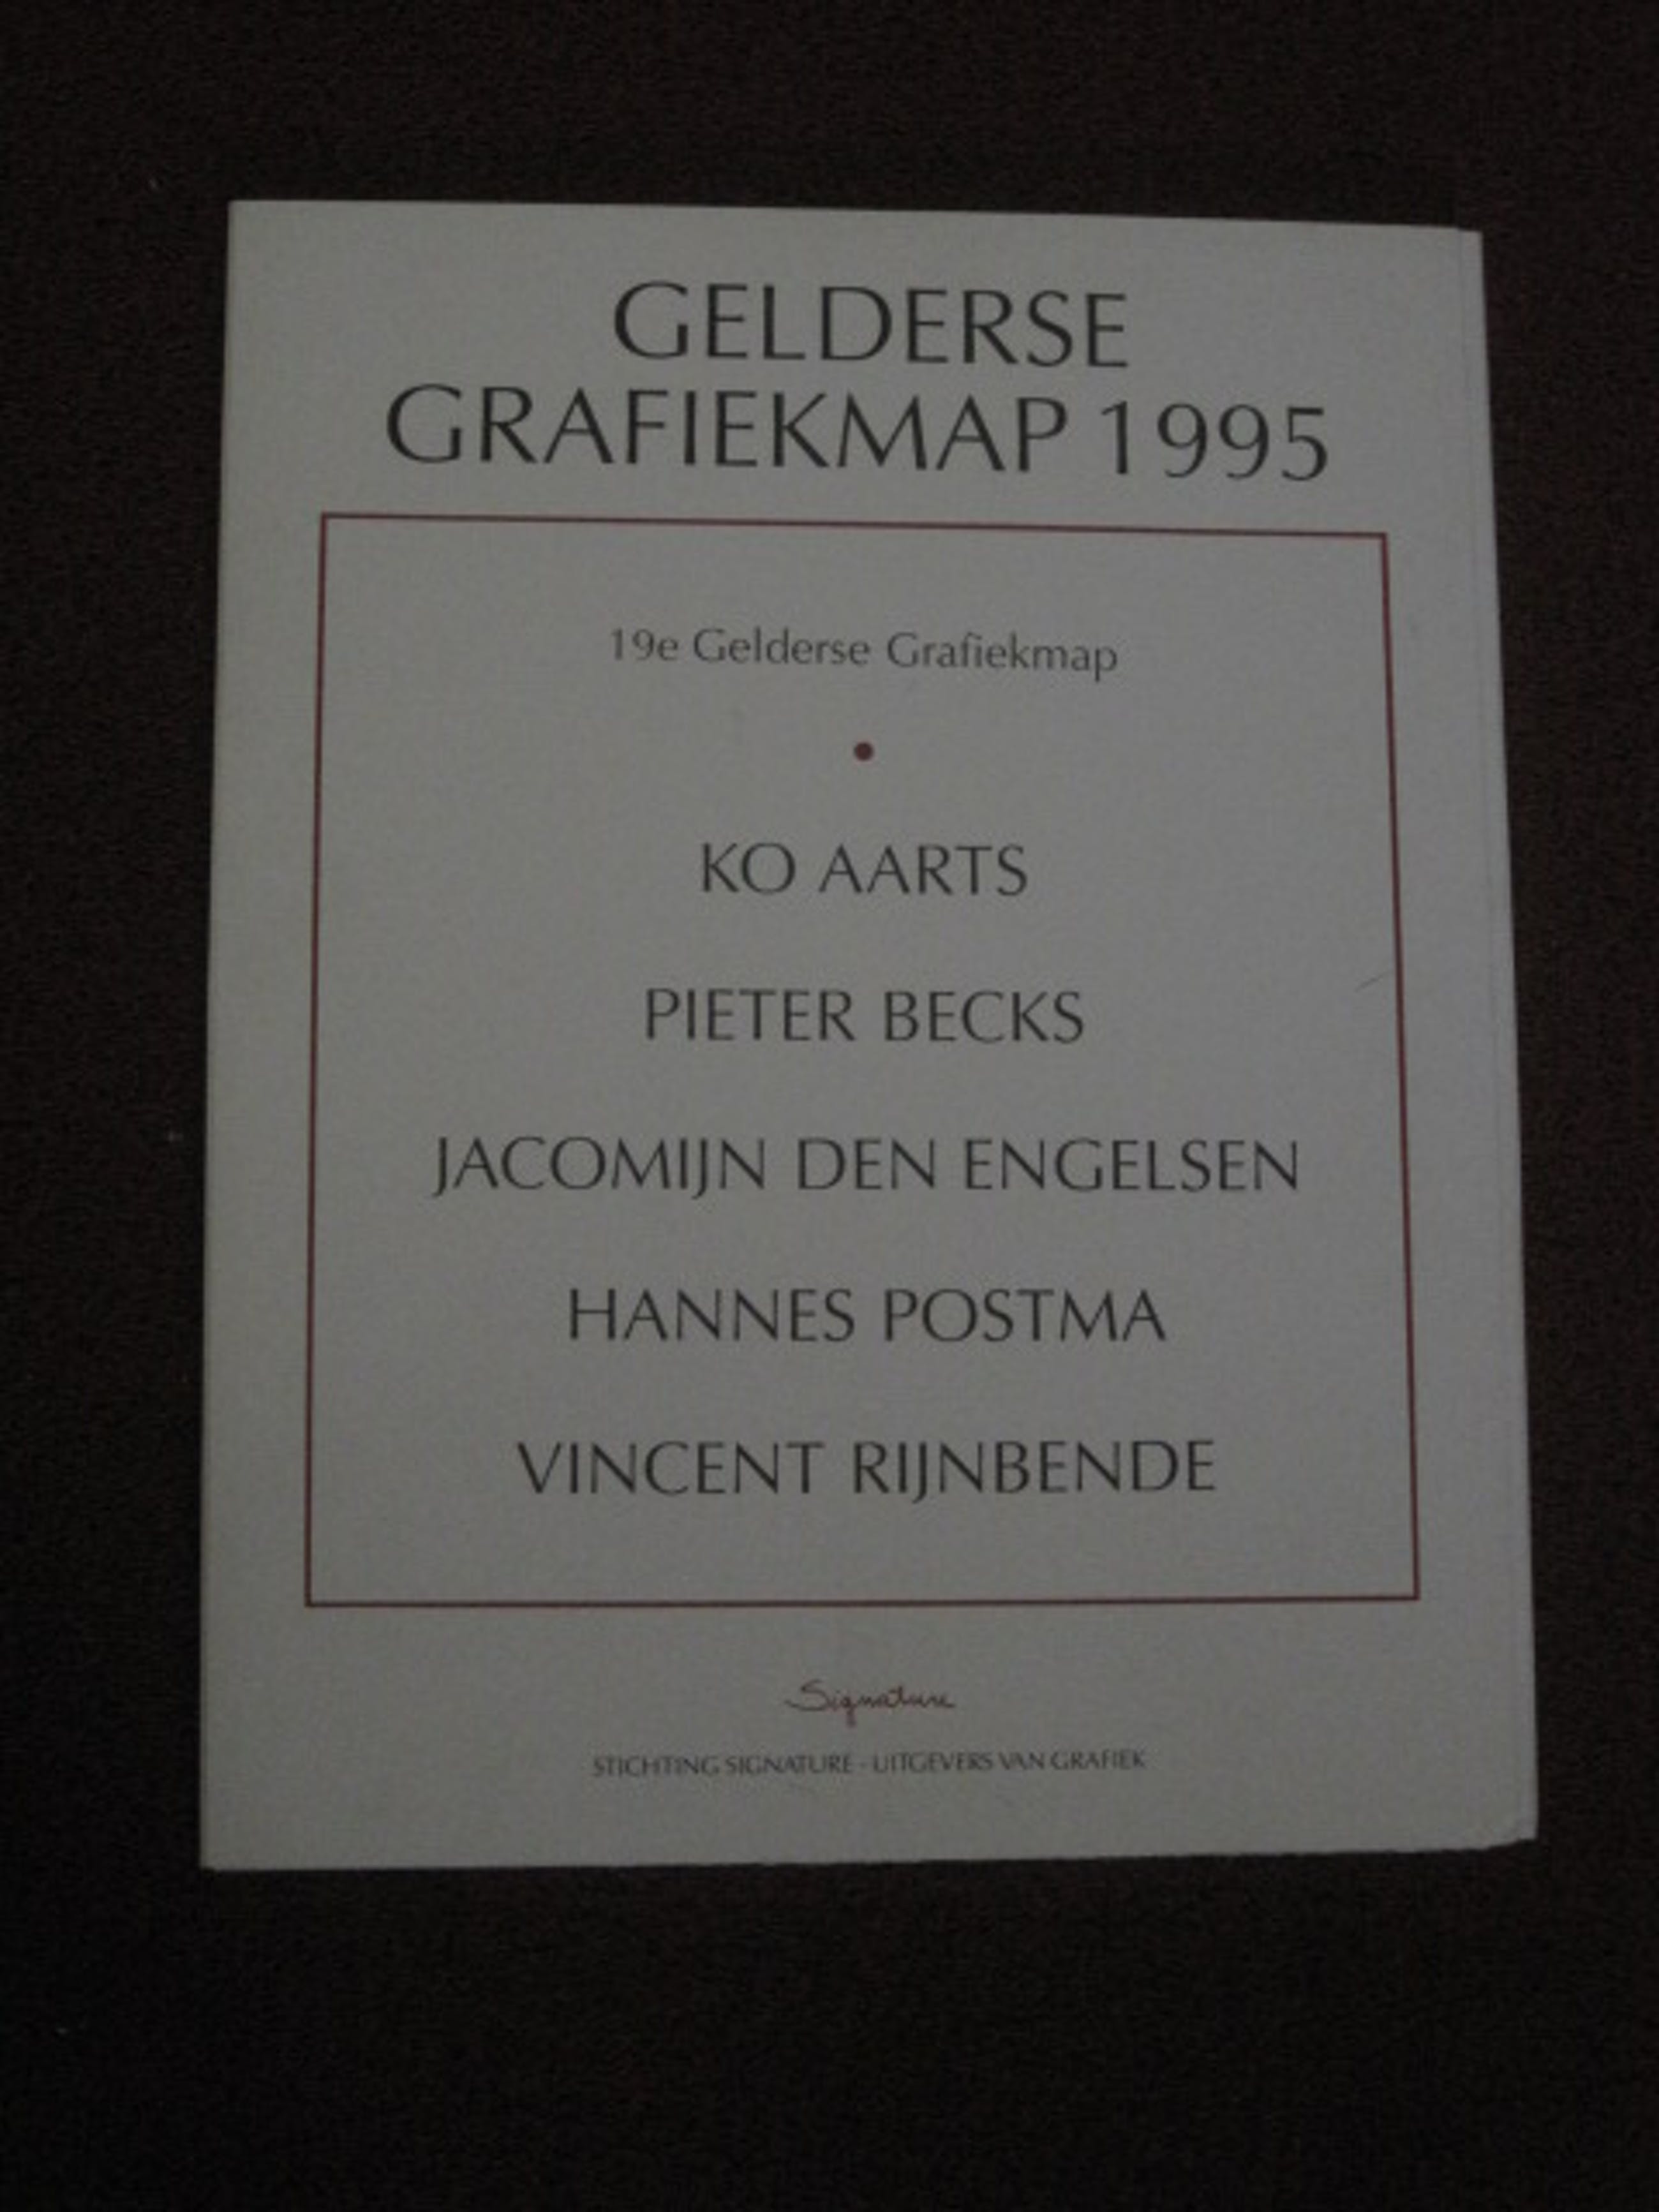 GELDERSE
GRAFIEKMAP 1995
19e Gelderse Grafiekmap
•
KO AARTS
PIETER BECKS
JACOMIJN DEN ENGELSEN
HANNES POSTMA
VINCENT RIJNBENDE
Signature
STICHTING SIGNATURE - UITGEVERS VAN GRAFIEK